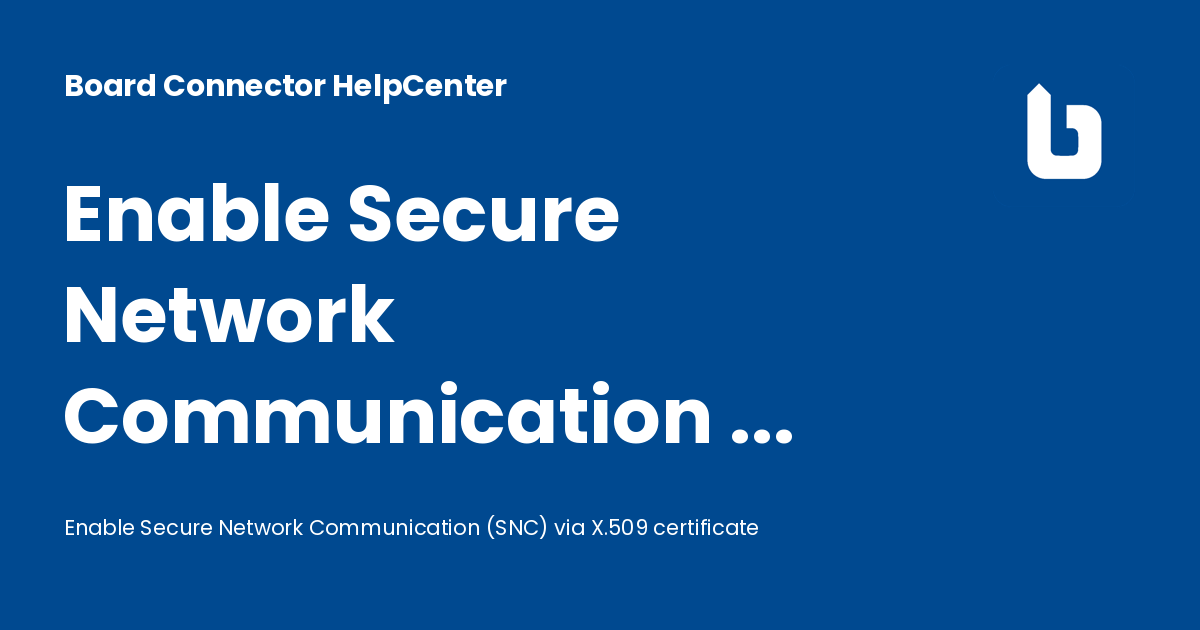 Board Connector HelpCenter
Enable Secure
Network
Communication ...
Enable Secure Network Communication (SNC) via X.509 certificate